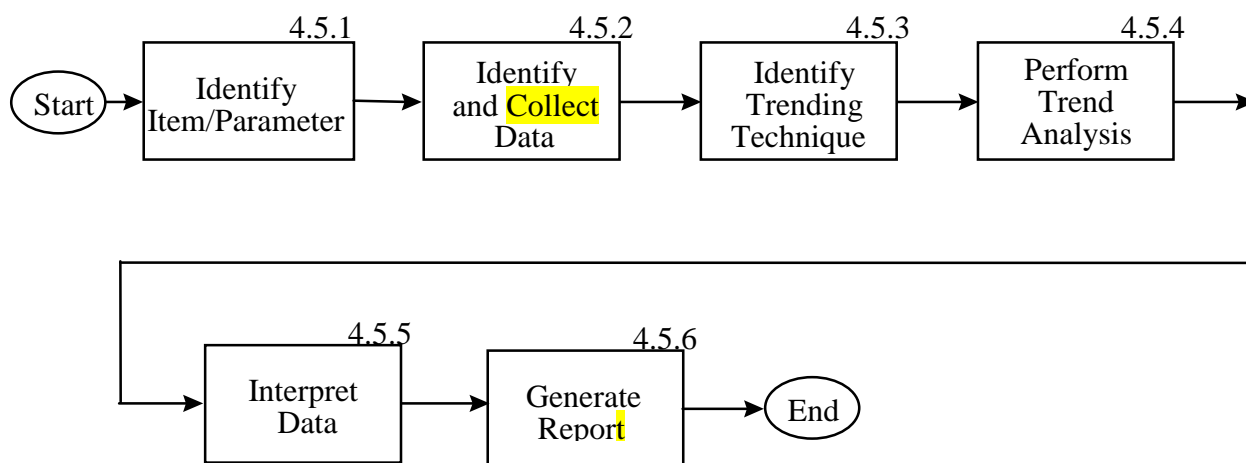 4.5.1
4.5.2
4.5.3
4.5.4
Start
Identify
Item/Parameter
Identify
and Collect
Data
Identify
Trending
Technique
Perform
Trend
Analysis
4.5.5
4.5.6
Interpret
Data
Generate
Report
End